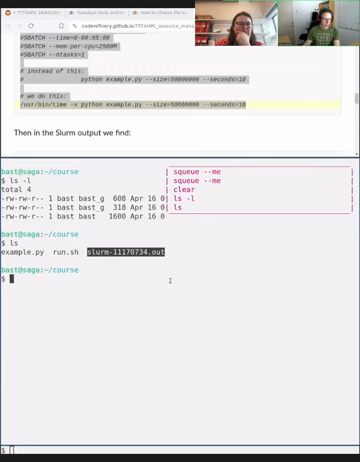 coderefinery.github.io/TTT4HPC_resource_mana
#SBATCH --time=0-00:05:00
#SBATCH --mem-per-cpu=2500M
#SBATCH --ntasks=1
# instead of this:
# python example.py --size=50000000 --seconds=10
# we do this:
/usr/bin/time -v python example.py --size=50000000 --seconds=10
Then in the Slurm output we find:
bast@saga:~/course
$ ls -l
total 4
-rw-rw-r-- 1 bast bast_g 608 Apr 16 0
-rw-rw-r-- 1 bast bast_g 318 Apr 16 0
-rw-rw-r-- 1 bast bast 1600 Apr 16 0
squeue --me
squeue --me
clear
ls -l
ls
bast@saga:~/course
$ ls
example.py run.sh slurm-11170734.out
bast@saga:~/course
$
$